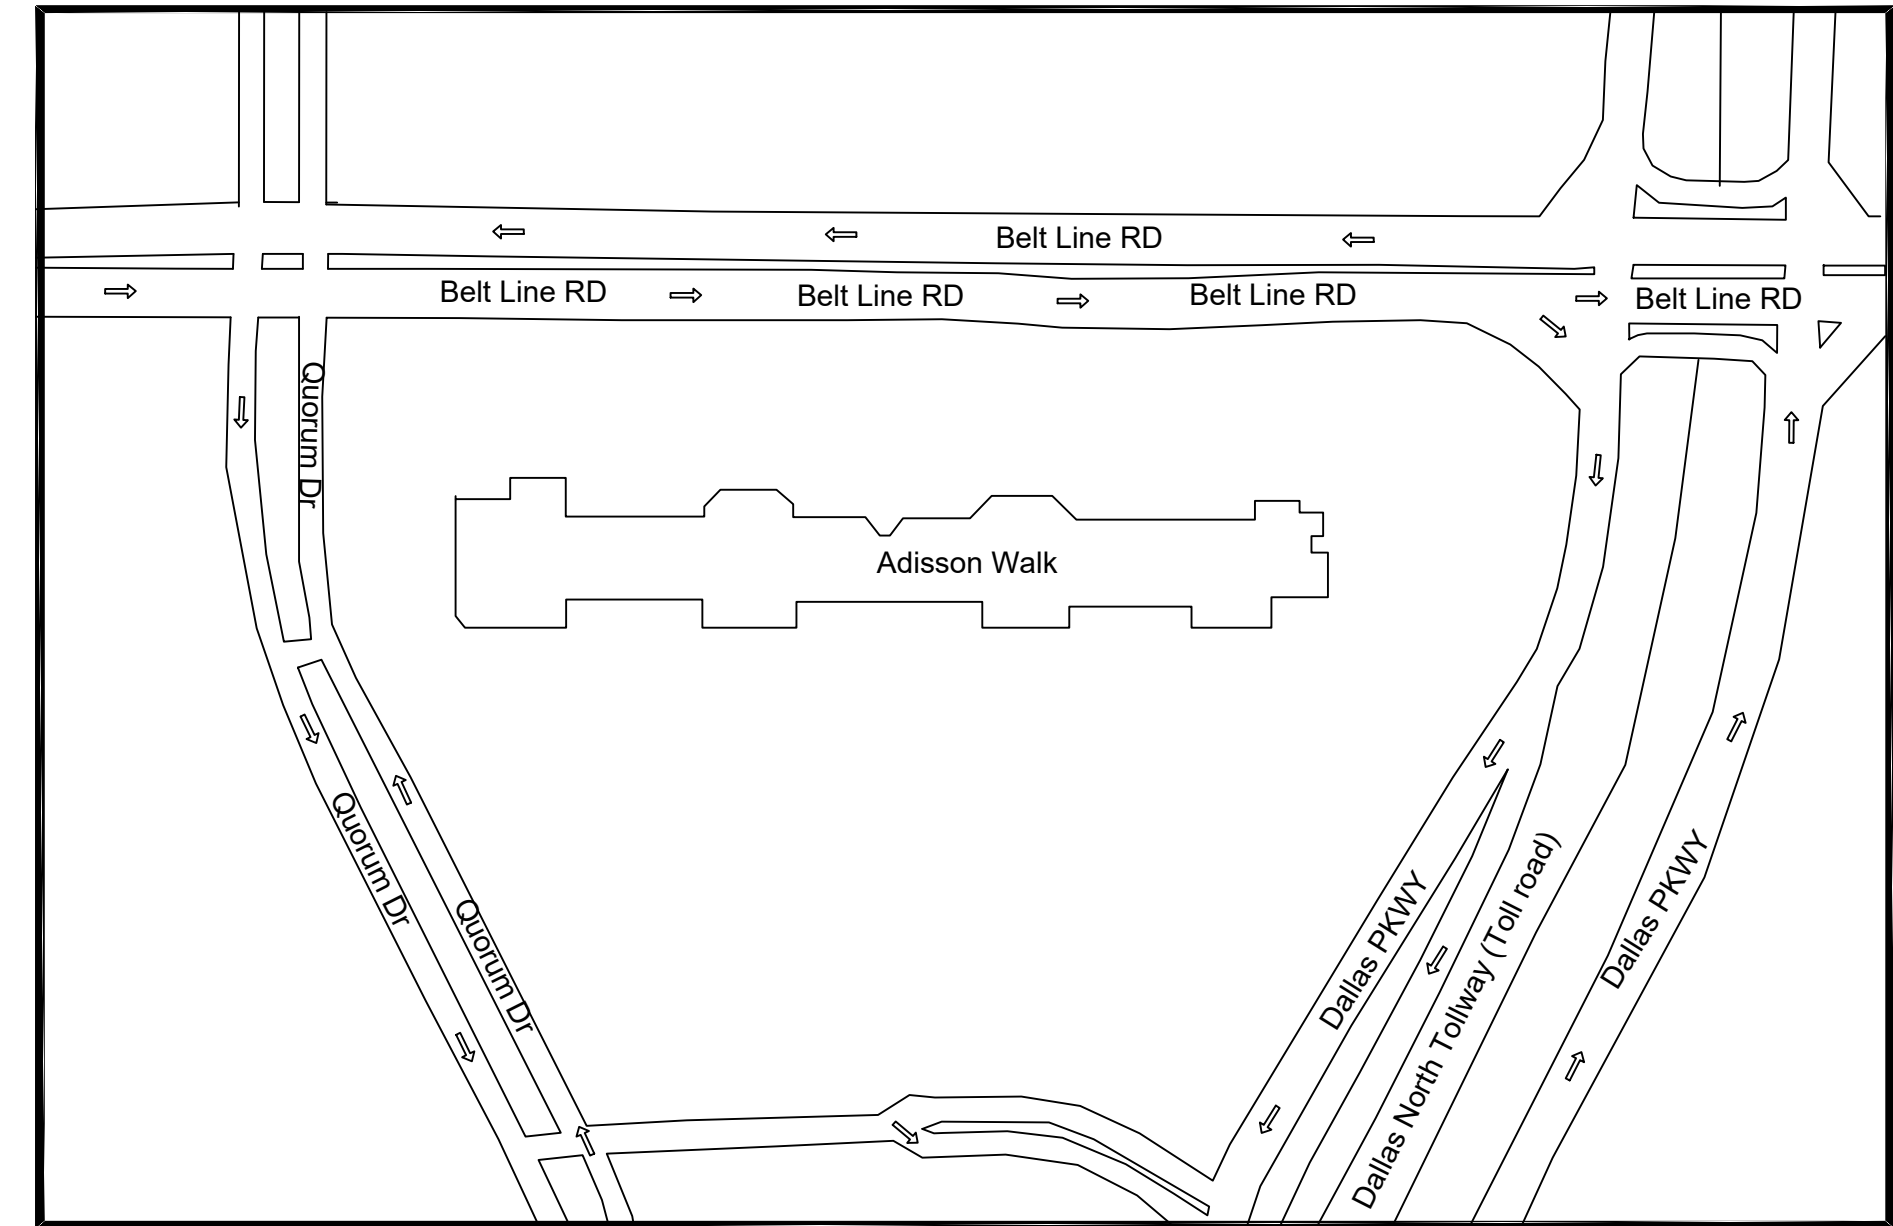 Belt Line RD
Belt Line RD
Belt Line RD
Belt Line RD
Belt Line RD
Quorum Dr
Adisson Walk
Quorum Dr
Quorum Dr
Dallas PKWY
Dallas North Tollway (Toll road)
Dallas PKWY